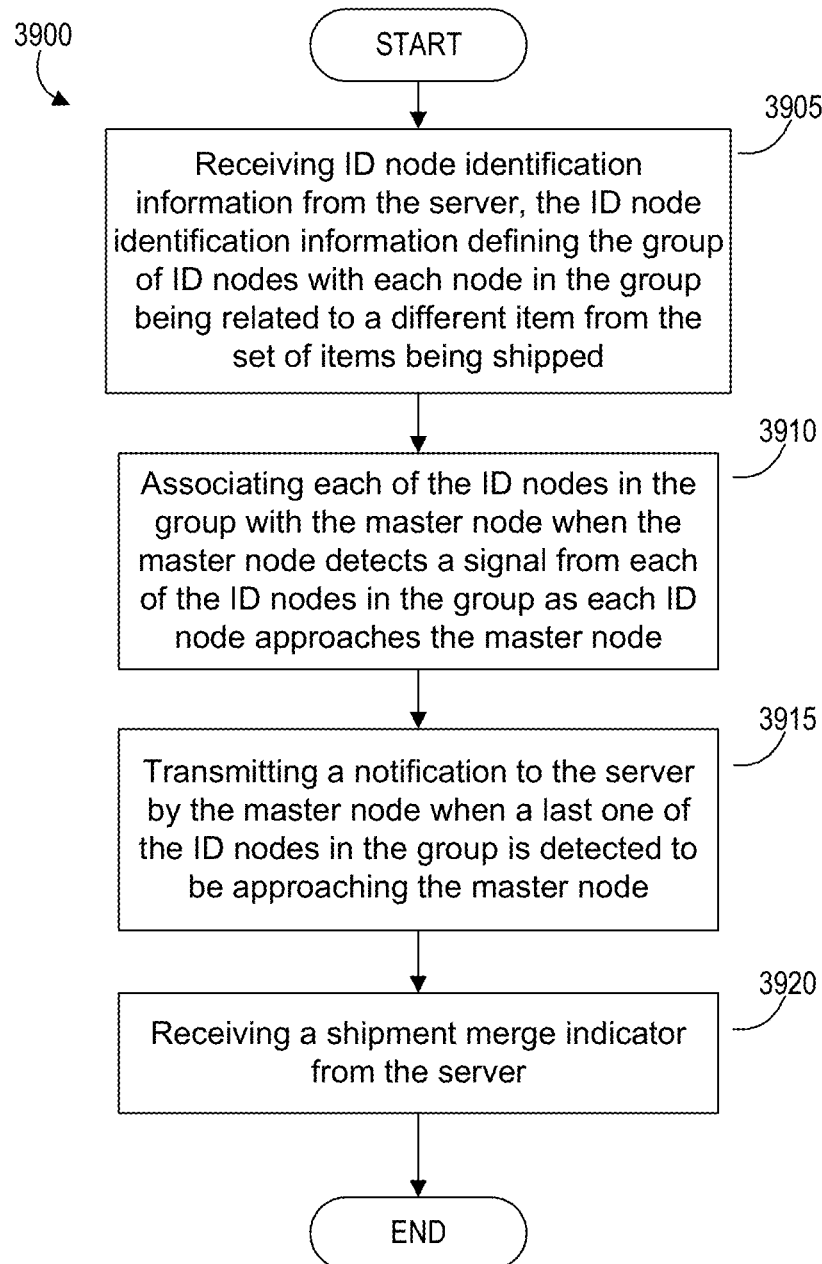 3900
START
3905
Receiving ID node identification
information from the server, the ID node
identification information defining the group
of ID nodes with each node in the group
being related to a different item from the
set of items being shipped
3910
Associating each of the ID nodes in the
group with the master node when the
master node detects a signal from each
of the ID nodes in the group as each ID
node approaches the master node
3915
Transmitting a notification to the server
by the master node when a last one of
the ID nodes in the group is detected to
be approaching the master node
3920
Receiving a shipment merge indicator
from the server
END